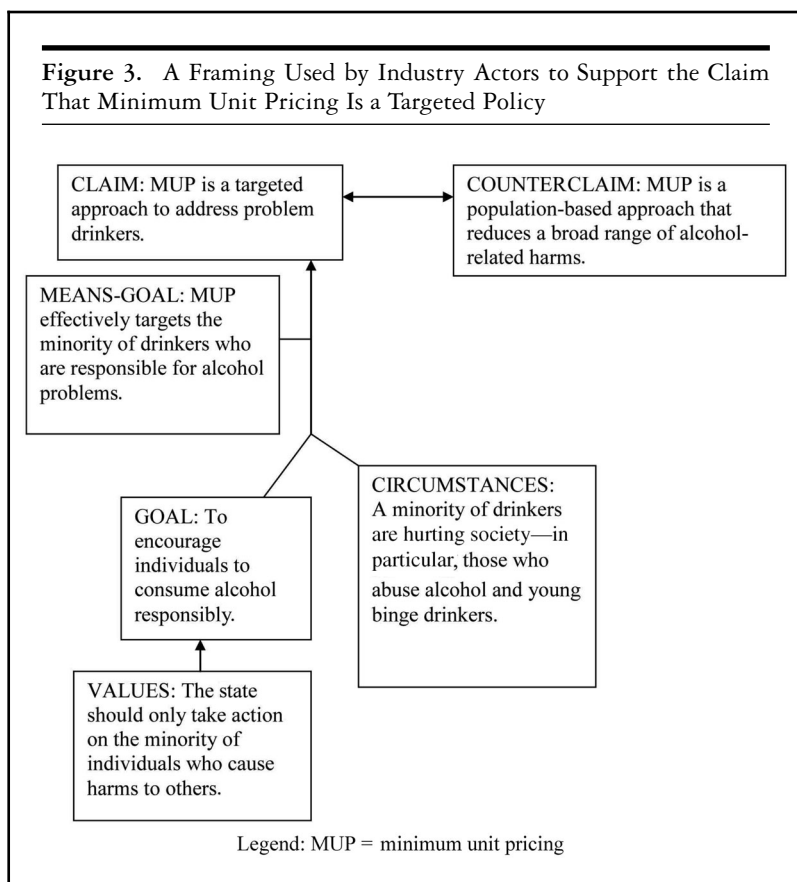 Figure 3. A Framing Used by Industry Actors to Support the Claim
That Minimum Unit Pricing Is a Targeted Policy
CLAIM: MUP is a targeted
approach to address problem
drinkers.
COUNTERCLAIM: MUP is a
population-based approach that
reduces a broad range of alcohol-
related harms.
MEANS-GOAL: MUP
effectively targets the
minority of drinkers who
are responsible for alcohol
problems.
GOAL: To
encourage
individuals to
consume alcohol
responsibly.
CIRCUMSTANCES:
A minority of drinkers
are hurting society—in
particular, those who
abuse alcohol and young
binge drinkers.
VALUES: The state
should only take action
on the minority of
individuals who cause
harms to others.
Legend: MUP = minimum unit pricing